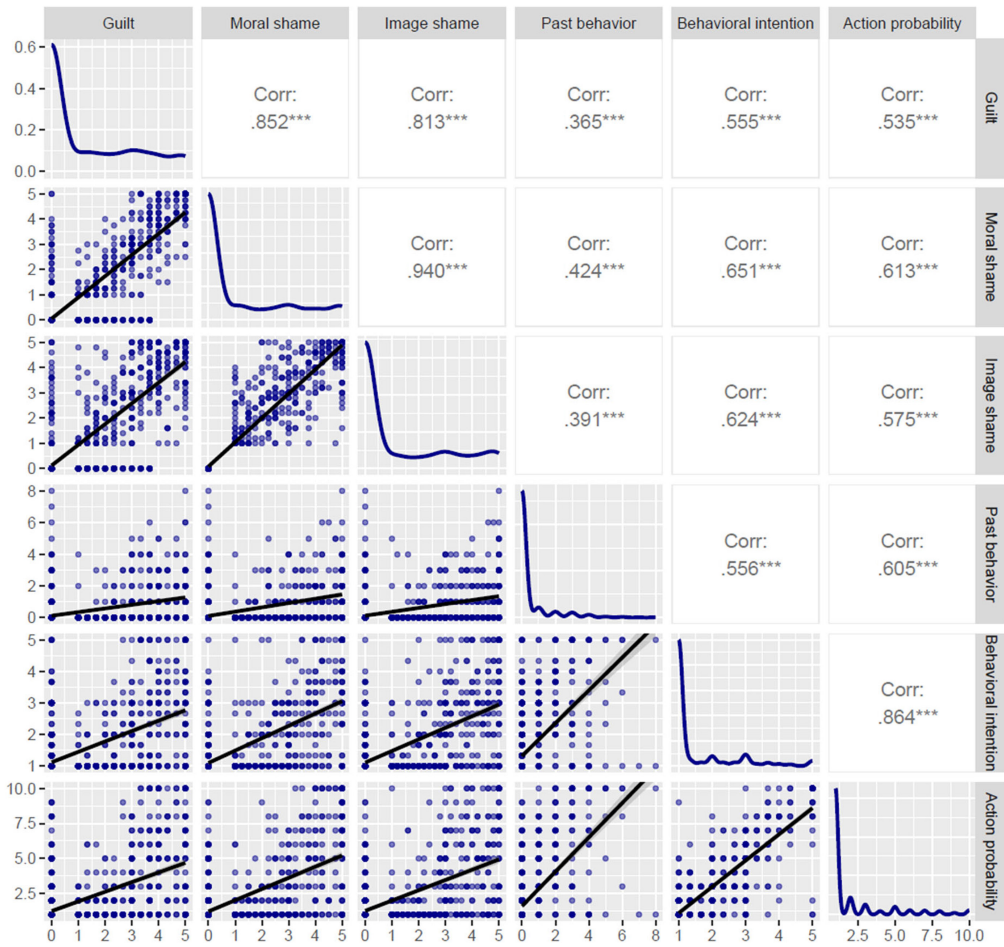 Guilt
Moral shame
Image shame
Past behavior
Behavioral intention
Action probability
0.6
0.4
0.2
0.0
Corr:
.852***
Corr:
.813***
Corr:
.365***
Corr:
.555***
Corr:
.535***
Guilt
5
4
3
2
1
0
Corr:
.940***
Corr:
.424***
Corr:
.651***
Corr:
.613***
Moral shame
5
4
3
2
1
0
Corr:
.391***
Corr:
.624***
Corr:
.575***
Image shame
8
6
4
2
0
Corr:
.556***
Corr:
.605***
Past behavior
5
4
3
2
1
Corr:
.864***
Behavioral intention
10.0
7.5
5.0
2.5
Action probability
0 1 2 3 4 5
0 1 2 3 4 5
0 1 2 3 4 5
0 2 4 6 8
1 2 3 4 5
2.5 5.0 7.5 10.0